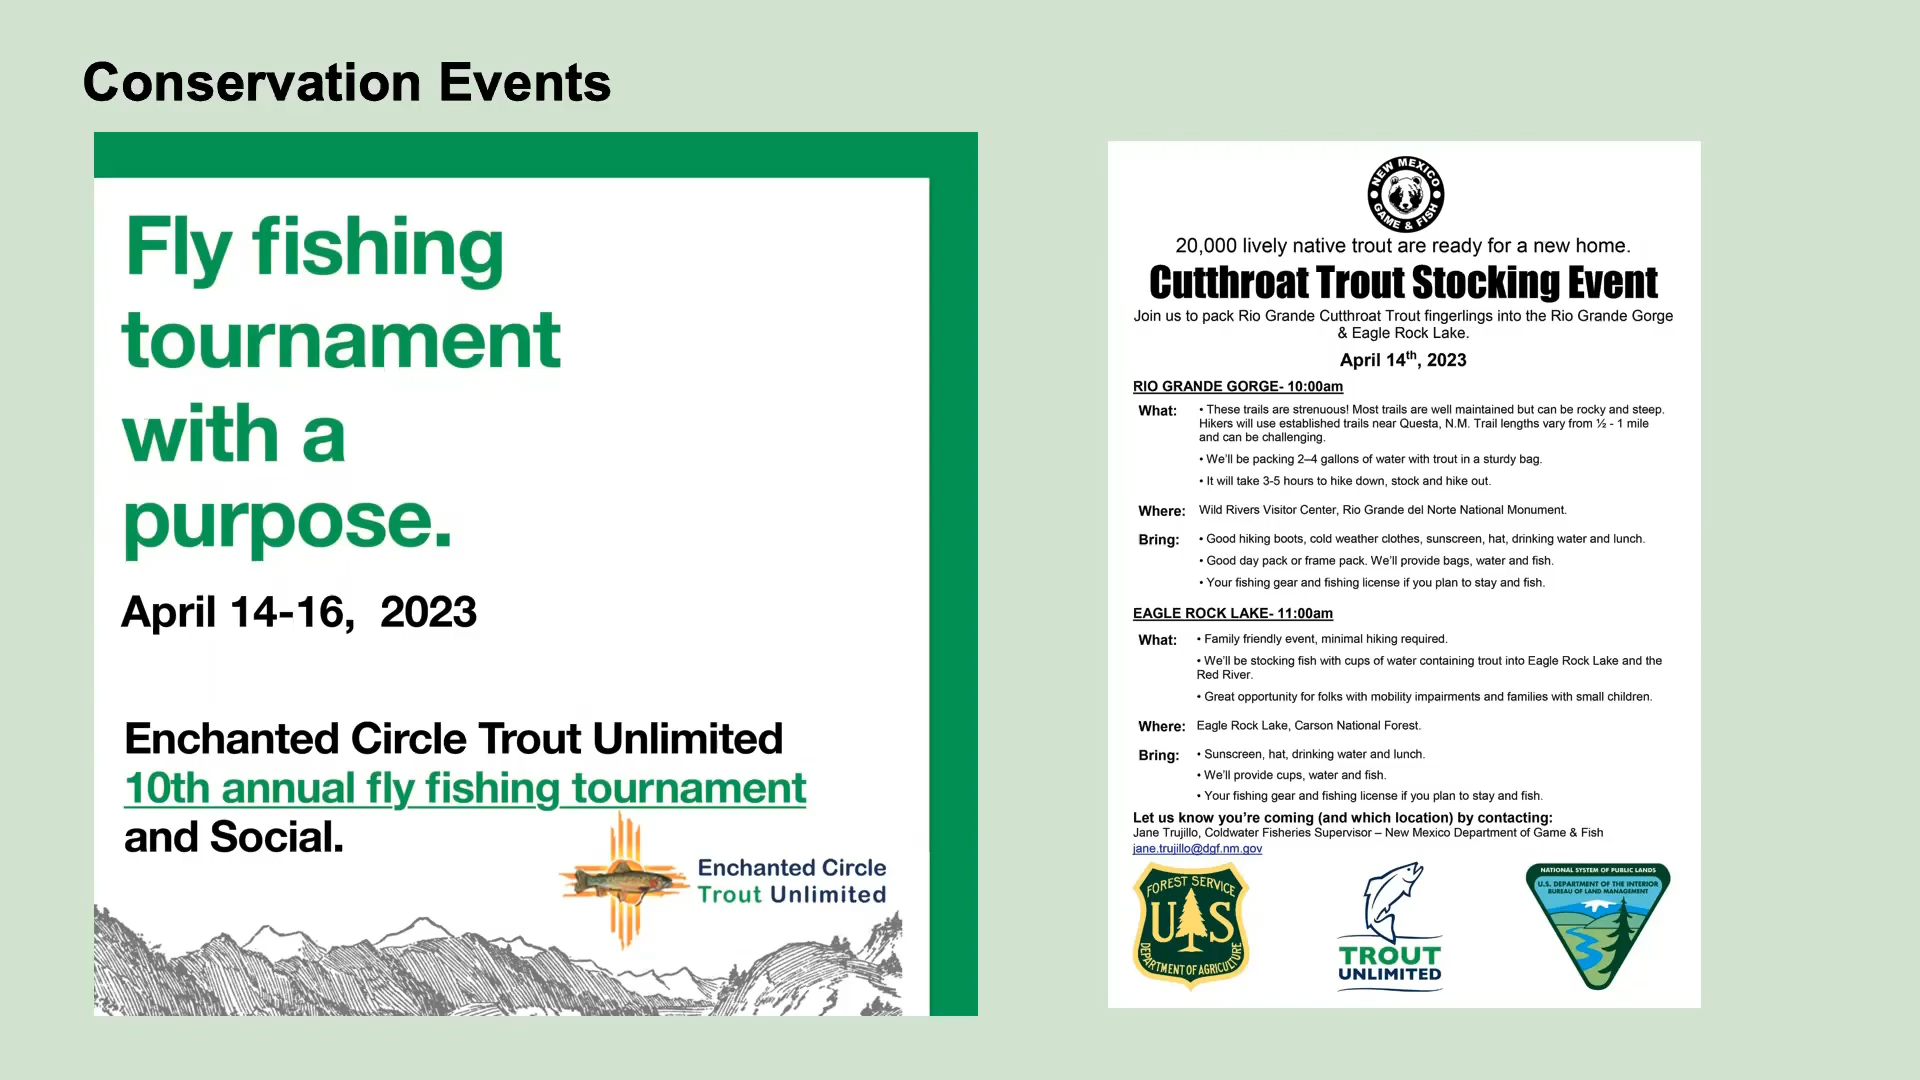 Conservation Events
Fly fishing
tournament
with a
purpose.
April 14-16, 2023
Enchanted Circle Trout Unlimited
10th annual fly fishing tournament
and Social.
Enchanted Circle
Trout Unlimited
NEW MEXICO
GAME & FISH
20,000 lively native trout are ready for a new home.
Cutthroat Trout Stocking Event
Join us to pack Rio Grande Cutthroat Trout fingerlings into the Rio Grande Gorge
& Eagle Rock Lake.
April 14th, 2023
RIO GRANDE GORGE- 10:00am
What: • These trails are strenuous! Most trails are well maintained but can be rocky and steep.
Hikers will use established trails near Questa, N.M. Trail lengths vary from ½ - 1 mile
and can be challenging.
• We'll be packing 2–4 gallons of water with trout in a sturdy bag.
• It will take 3-5 hours to hike down, stock and hike out.
Where: Wild Rivers Visitor Center, Rio Grande del Norte National Monument.
Bring: • Good hiking boots, cold weather clothes, sunscreen, hat, drinking water and lunch.
• Good day pack or frame pack. We'll provide bags, water and fish.
• Your fishing gear and fishing license if you plan to stay and fish.
EAGLE ROCK LAKE- 11:00am
What: • Family friendly event, minimal hiking required.
• We'll be stocking fish with cups of water containing trout into Eagle Rock Lake and the
Red River.
• Great opportunity for folks with mobility impairments and families with small children.
Where: Eagle Rock Lake, Carson National Forest.
Bring: • Sunscreen, hat, drinking water and lunch.
• We'll provide cups, water and fish.
• Your fishing gear and fishing license if you plan to stay and fish.
Let us know you're coming (and which location) by contacting:
Jane Trujillo, Coldwater Fisheries Supervisor – New Mexico Department of Game & Fish
jane.trujillo@dgf.nm.gov
FOREST SERVICE
U S
DEPARTMENT OF AGRICULTURE
TROUT
UNLIMITED
NATIONAL SYSTEM OF PUBLIC LANDS
U.S. DEPARTMENT OF THE INTERIOR
BUREAU OF LAND MANAGEMENT